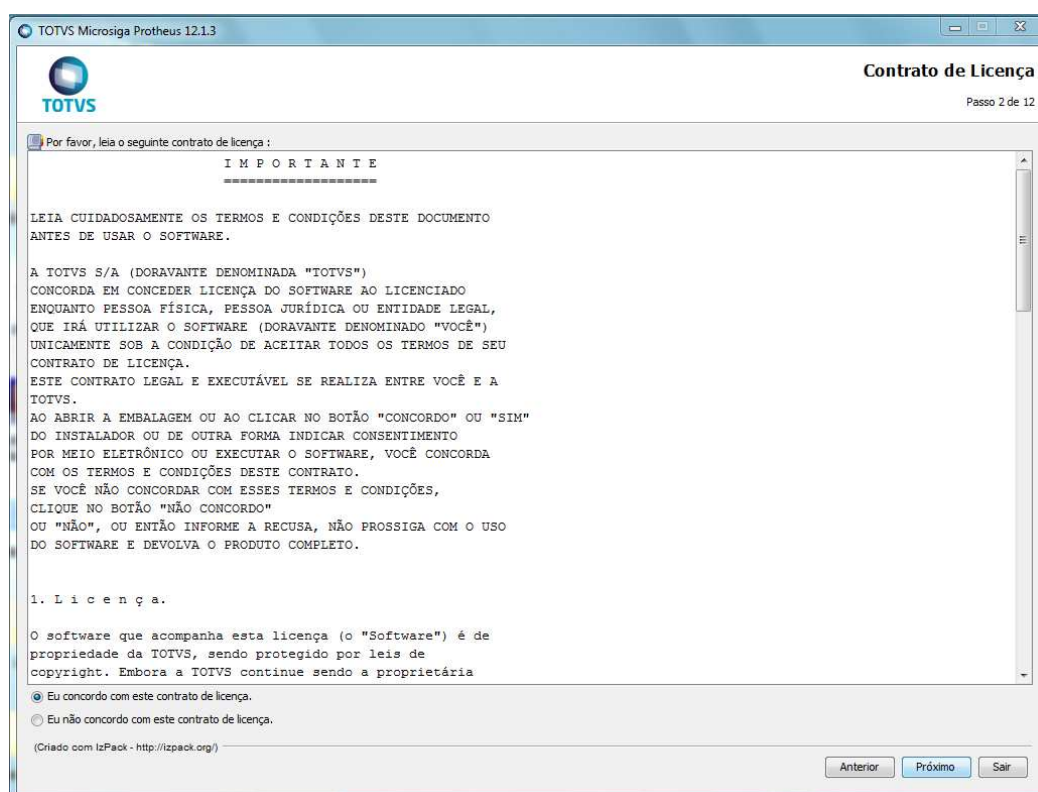 TOTVS Microsiga Protheus 12.1.3
TOTVS
Contrato de Licença
Passo 2 de 12
Por favor, leia o seguinte contrato de licença :
I M P O R T A N T E
===================
LEIA CUIDADOSAMENTE OS TERMOS E CONDIÇÕES DESTE DOCUMENTO
ANTES DE USAR O SOFTWARE.
A TOTVS S/A (DORAVANTE DENOMINADA "TOTVS")
CONCORDA EM CONCEDER LICENÇA DO SOFTWARE AO LICENCIADO
ENQUANTO PESSOA FÍSICA, PESSOA JURÍDICA OU ENTIDADE LEGAL,
QUE IRÁ UTILIZAR O SOFTWARE (DORAVANTE DENOMINADO "VOCÊ")
UNICAMENTE SOB A CONDIÇÃO DE ACEITAR TODOS OS TERMOS DE SEU
CONTRATO DE LICENÇA.
ESTE CONTRATO LEGAL E EXECUTÁVEL SE REALIZA ENTRE VOCÊ E A
TOTVS.
AO ABRIR A EMBALAGEM OU AO CLICAR NO BOTÃO "CONCORDO" OU "SIM"
DO INSTALADOR OU DE OUTRA FORMA INDICAR CONSENTIMENTO
POR MEIO ELETRÔNICO OU EXECUTAR O SOFTWARE, VOCÊ CONCORDA
COM OS TERMOS E CONDIÇÕES DESTE CONTRATO.
SE VOCÊ NÃO CONCORDAR COM ESSES TERMOS E CONDIÇÕES,
CLIQUE NO BOTÃO "NÃO CONCORDO"
OU "NÃO", OU ENTÃO INFORME A RECUSA, NÃO PROSSIGA COM O USO
DO SOFTWARE E DEVOLVA O PRODUTO COMPLETO.
1. L i c e n ç a.
O software que acompanha esta licença (o "Software") é de
propriedade da TOTVS, sendo protegido por leis de
copyright. Embora a TOTVS continue sendo a proprietária
Eu concordo com este contrato de licença.
Eu não concordo com este contrato de licença.
(Criado com IzPack - http://izpack.org/)
Anterior
Próximo
Sair